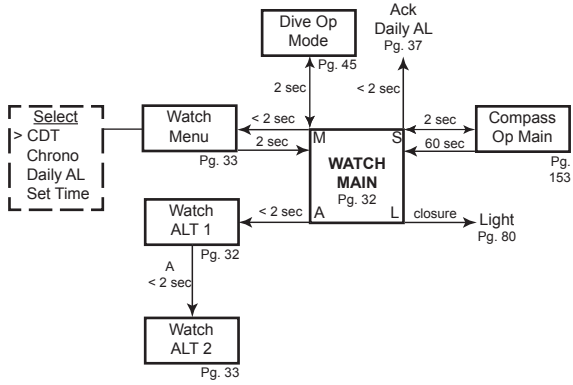 Dive Op
Mode
Pg. 45
Ack
Daily AL
Pg. 37
2 sec
< 2 sec
Select
> CDT
Chrono
Daily AL
Set Time
Watch
Menu
Pg. 33
< 2 sec
2 sec
M
S
WATCH
MAIN
Pg. 32
A
L
2 sec
60 sec
Compass
Op Main
Pg.
153
< 2 sec
closure
Light
Pg. 80
Watch
ALT 1
Pg. 32
A
< 2 sec
Watch
ALT 2
Pg. 33